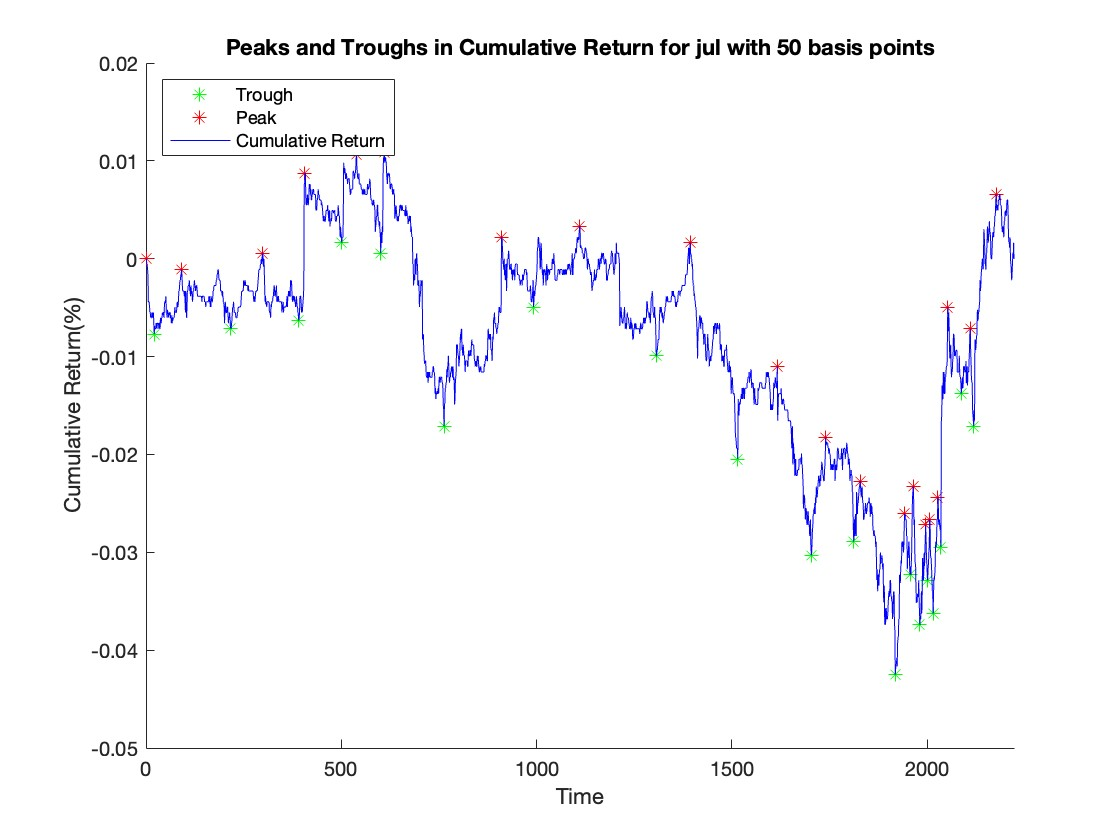 Peaks and Troughs in Cumulative Return for jul with 50 basis points
0.02
Trough
Peak
Cumulative Return
0.01
0
-0.01
-0.02
-0.03
-0.04
-0.05
Cumulative Return(%)
0 500 1000 1500 2000
Time